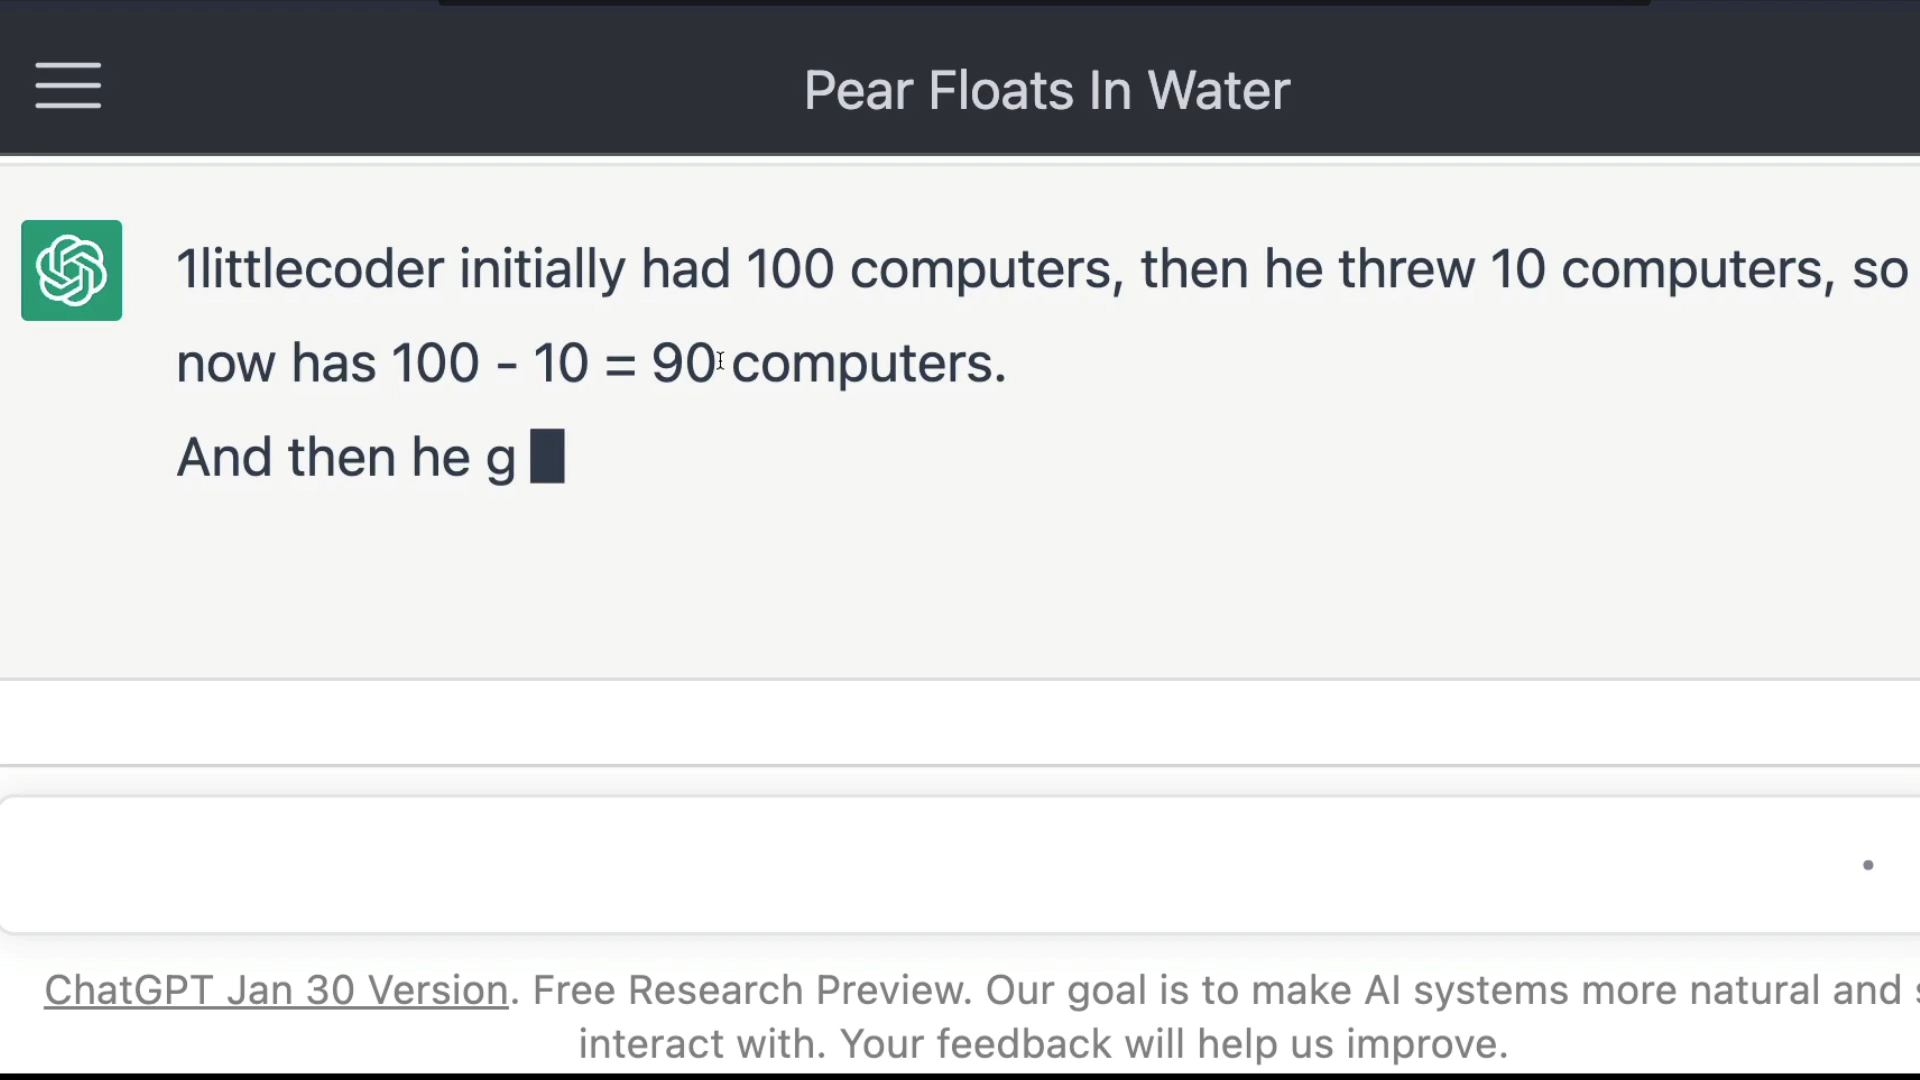 Pear Floats In Water
1littlecoder initially had 100 computers, then he threw 10 computers, so
now has 100 - 10 = 90 computers.
And then he g
ChatGPT Jan 30 Version. Free Research Preview. Our goal is to make AI systems more natural and s
interact with. Your feedback will help us improve.